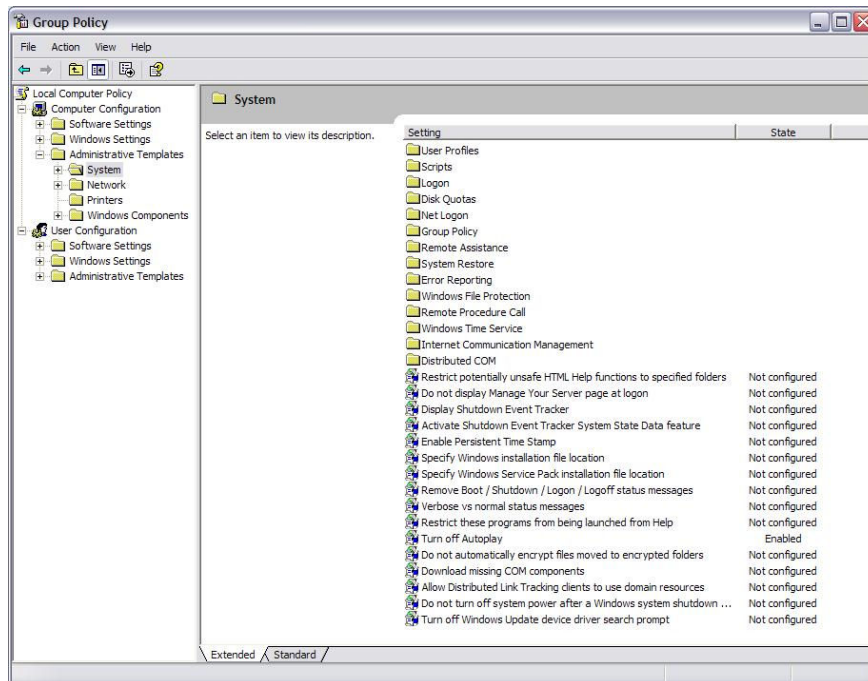 Group Policy
File Action View Help
Local Computer Policy
Computer Configuration
Software Settings
Windows Settings
Administrative Templates
System
Network
Printers
Windows Components
User Configuration
Software Settings
Windows Settings
Administrative Templates
System
Select an item to view its description.
Setting State
User Profiles
Scripts
Logon
Disk Quotas
Net Logon
Group Policy
Remote Assistance
System Restore
Error Reporting
Windows File Protection
Remote Procedure Call
Windows Time Service
Internet Communication Management
Distributed COM
Restrict potentially unsafe HTML Help functions to specified folders Not configured
Do not display Manage Your Server page at logon Not configured
Display Shutdown Event Tracker Not configured
Activate Shutdown Event Tracker System State Data feature Not configured
Enable Persistent Time Stamp Not configured
Specify Windows installation file location Not configured
Specify Windows Service Pack installation file location Not configured
Remove Boot / Shutdown / Logon / Logoff status messages Not configured
Verbose vs normal status messages Not configured
Restrict these programs from being launched from Help Not configured
Turn off Autoplay Enabled
Do not automatically encrypt files moved to encrypted folders Not configured
Download missing COM components Not configured
Allow Distributed Link Tracking clients to use domain resources Not configured
Do not turn off system power after a Windows system shutdown ... Not configured
Turn off Windows Update device driver search prompt Not configured
Extended Standard